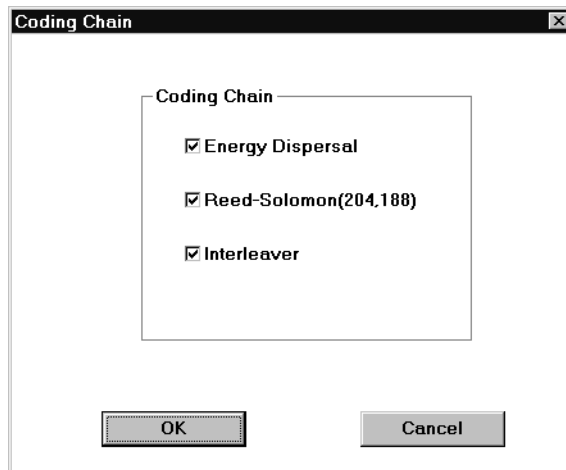 Coding Chain
Coding Chain
Energy Dispersal
Reed-Solomon(204,188)
Interleaver
OK Cancel